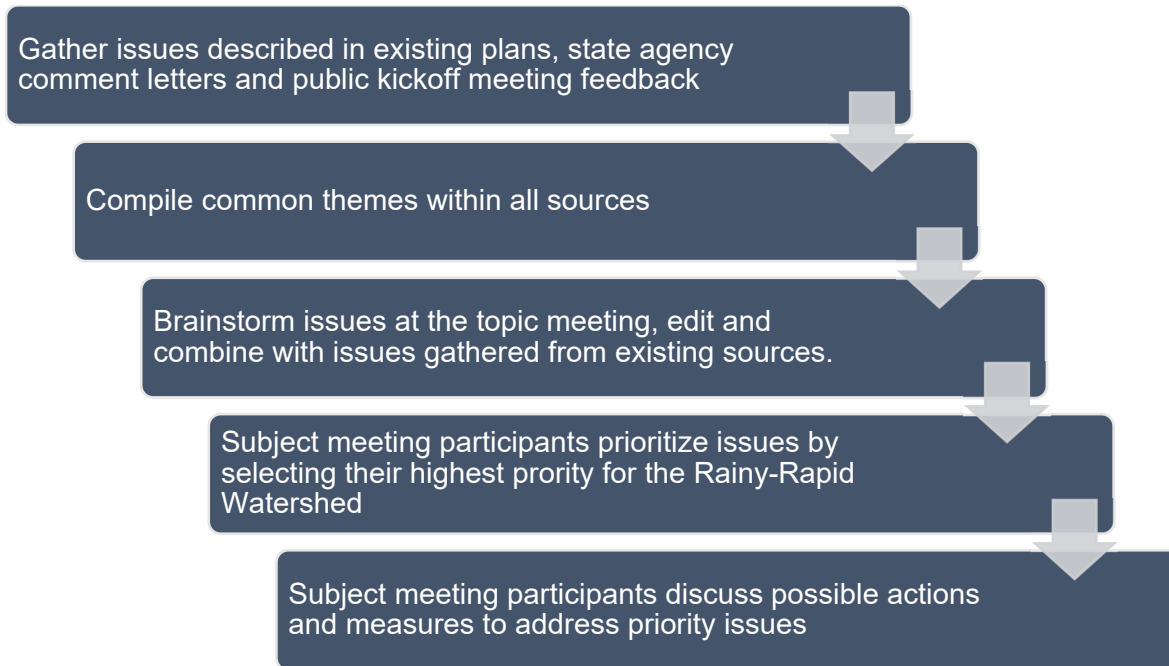 Gather issues described in existing plans, state agency
comment letters and public kickoff meeting feedback
Compile common themes within all sources
Brainstorm issues at the topic meeting, edit and
combine with issues gathered from existing sources.
Subject meeting participants prioritize issues by
selecting their highest prority for the Rainy-Rapid
Watershed
Subject meeting participants discuss possible actions
and measures to address priority issues